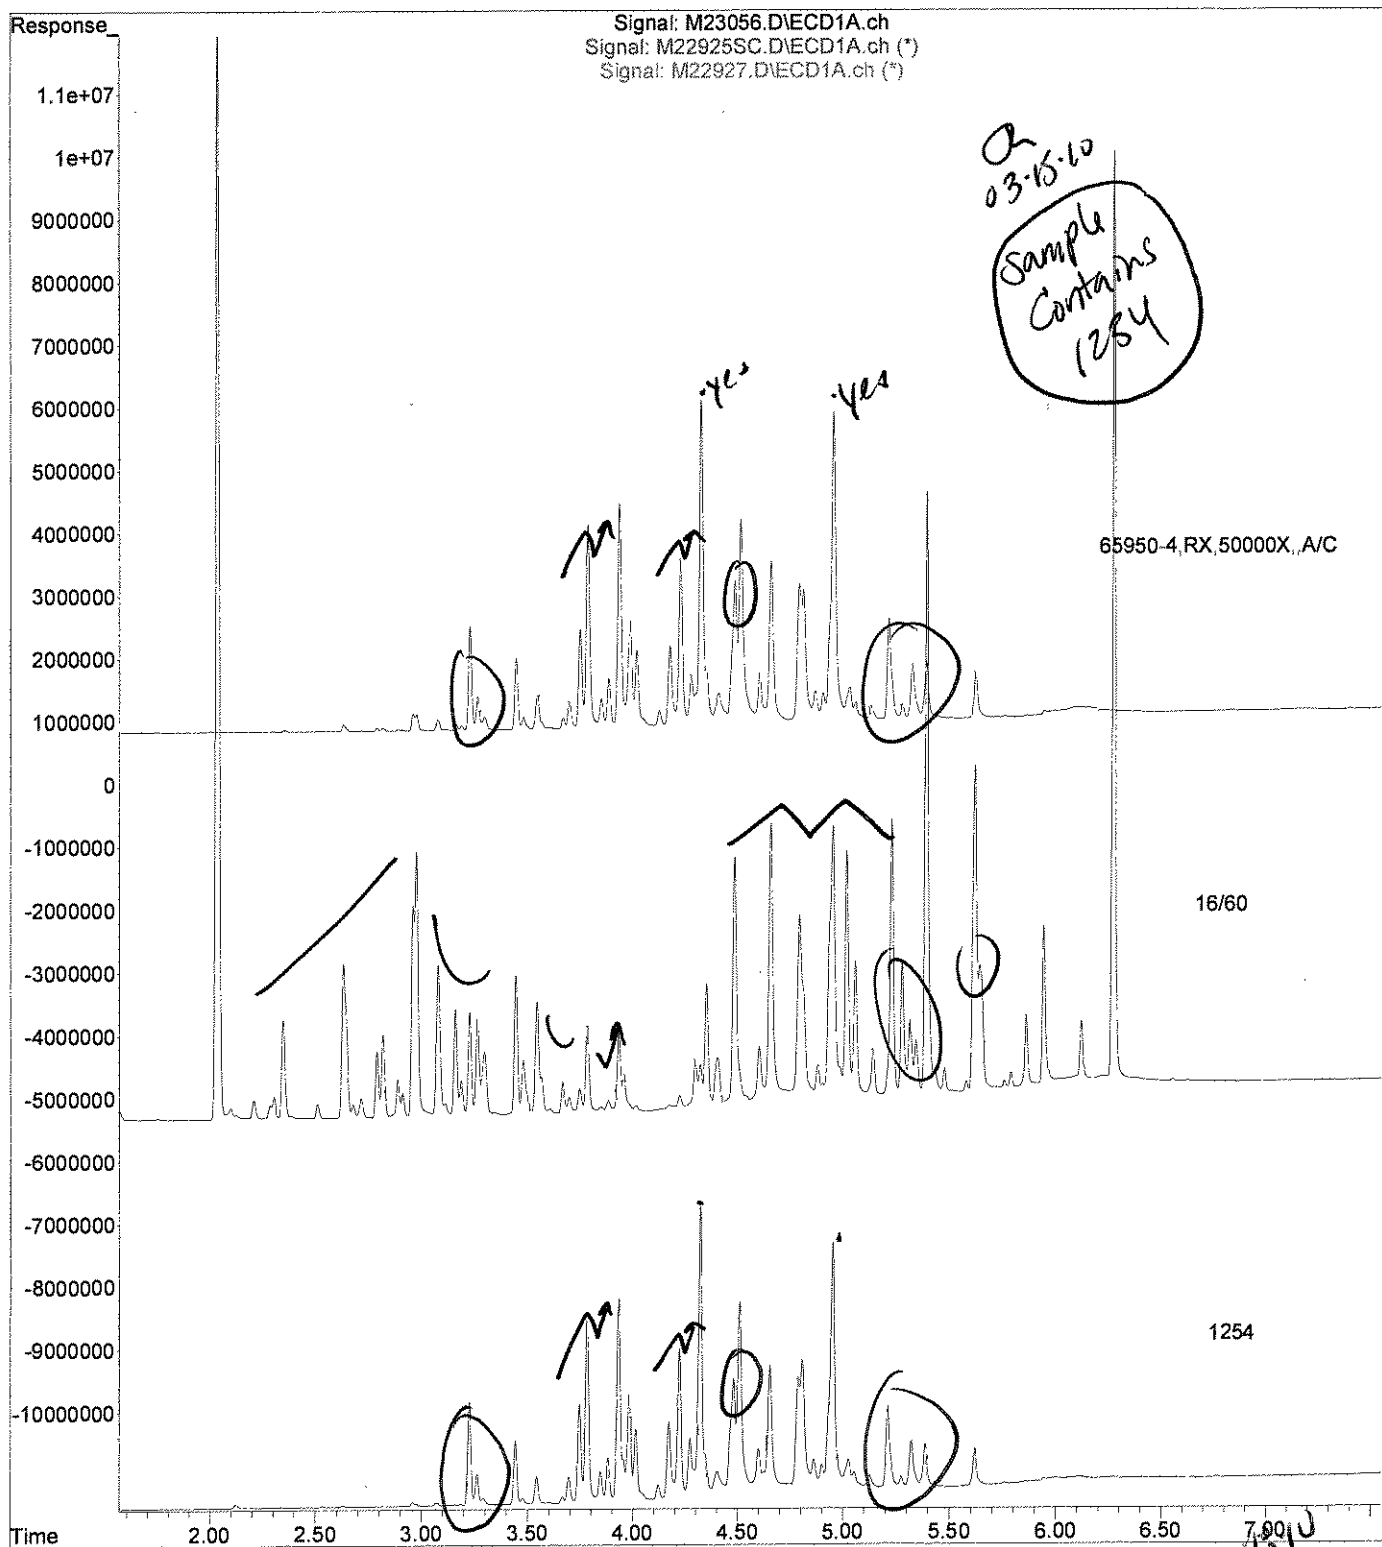 Response_
Signal: M23056.D\ECD1A.ch
Signal: M22925SC.D\ECD1A.ch (*)
Signal: M22927.D\ECD1A.ch (*)
1.1e+07
1e+07
03-15-10
9000000
Sample
Contains
1254
8000000
7000000
·yes
·yes
6000000
5000000
4000000
65950-4,RX,50000X,,A/C
3000000
2000000
1000000
0
-1000000
-2000000
16/60
-3000000
-4000000
-5000000
-6000000
-7000000
-8000000
-9000000
1254
-10000000
Time
2.00 2.50 3.00 3.50 4.00 4.50 5.00 5.50 6.00 6.50 7.00